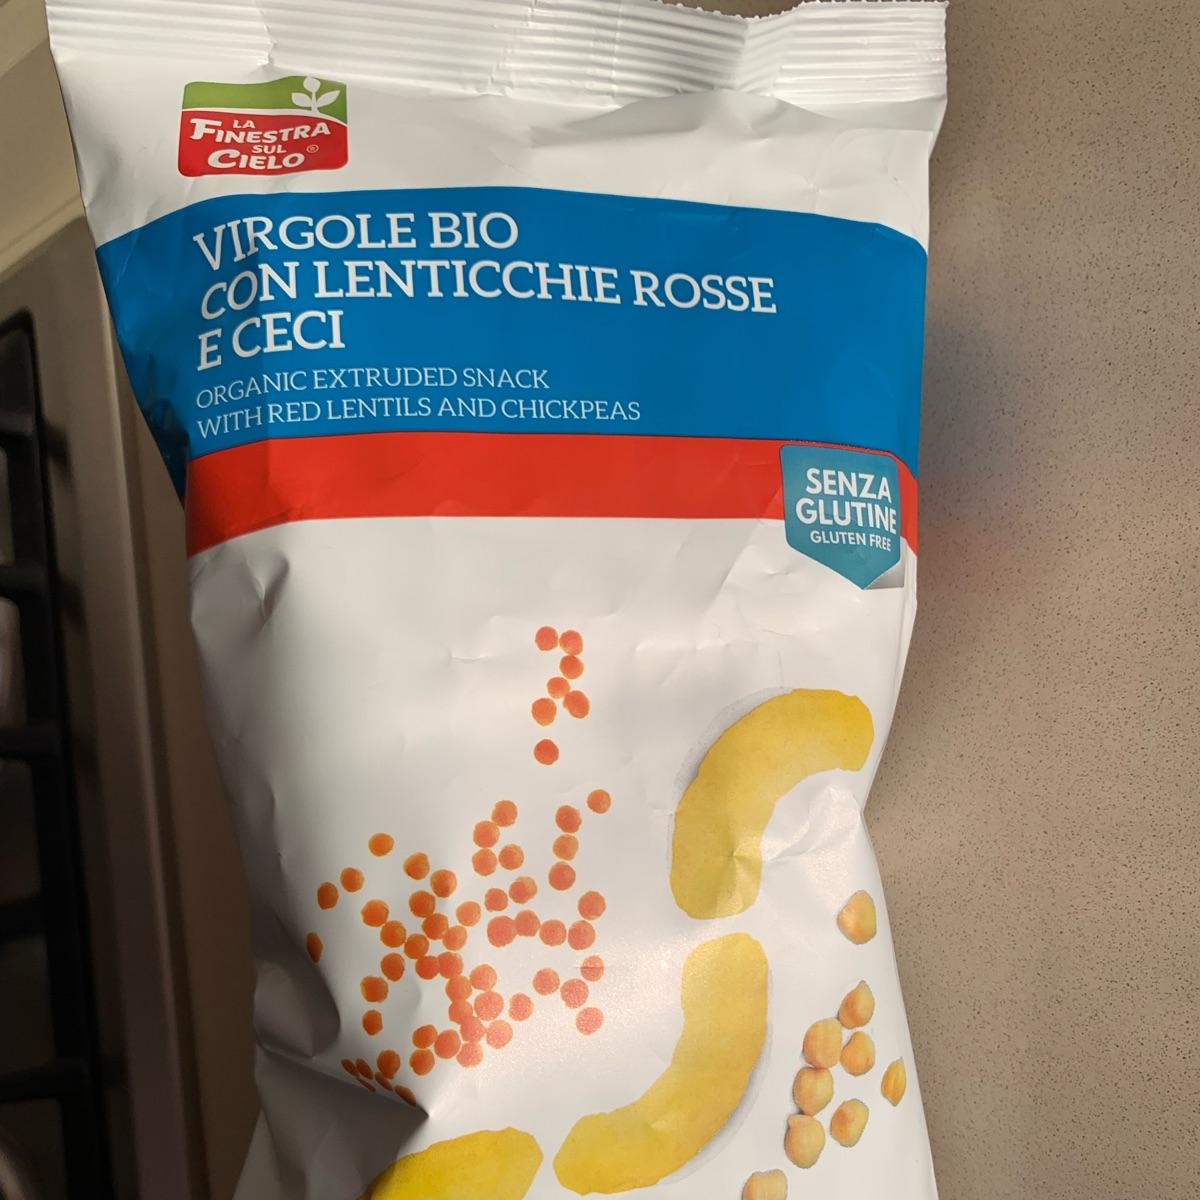 LA
FINESTRA
SUL
CIELO®
VIRGOLE BIO
CON LENTICCHIE ROSSE
E CECI
ORGANIC EXTRUDED SNACK
WITH RED LENTILS AND CHICKPEAS
SENZA
GLUTINE
GLUTEN FREE